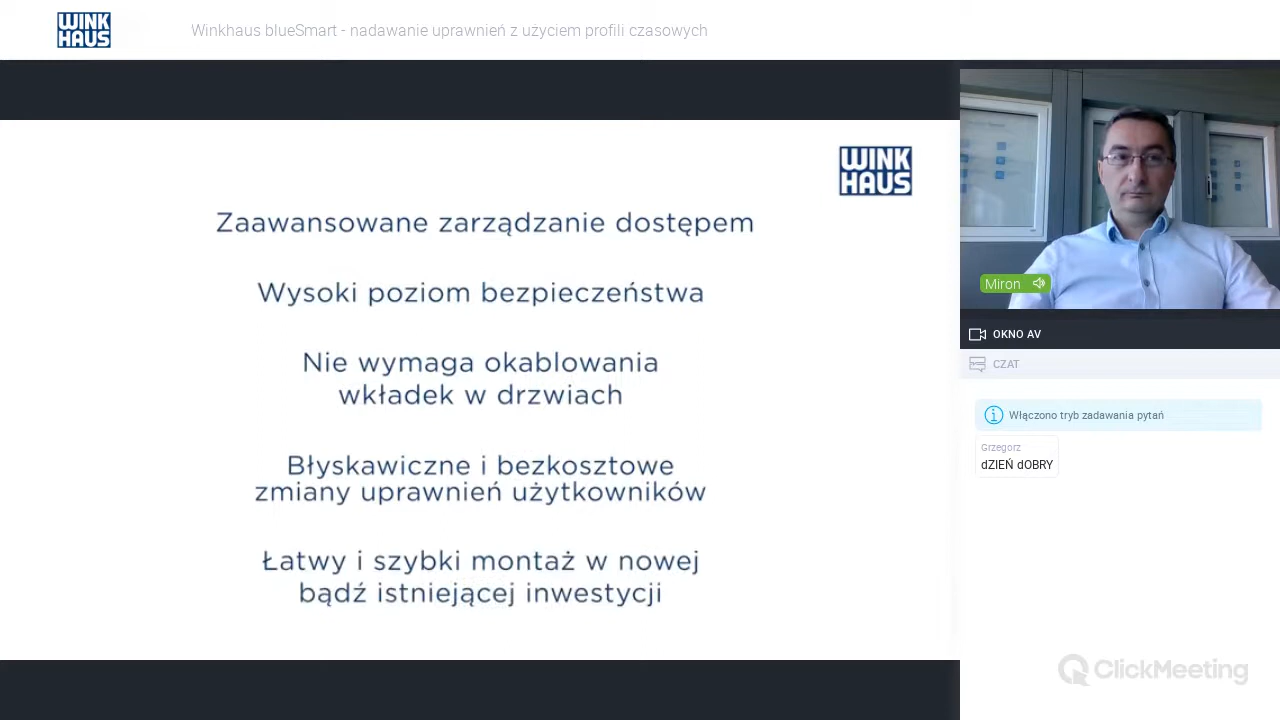 WINK
HAUS
Winkhaus blueSmart - nadawanie uprawnień z użyciem profili czasowych
WINK
HAUS
Zaawansowane zarządzanie dostępem
Wysoki poziom bezpieczeństwa
Nie wymaga okablowania
wkładek w drzwiach
Błyskawiczne i bezkosztowe
zmiany uprawnień użytkowników
Łatwy i szybki montaż w nowej
bądź istniejącej inwestycji
Miron
OKNO AV
CZAT
Włączono tryb zadawania pytań
Grzegorz
dZIEŃ dOBRY
ClickMeeting